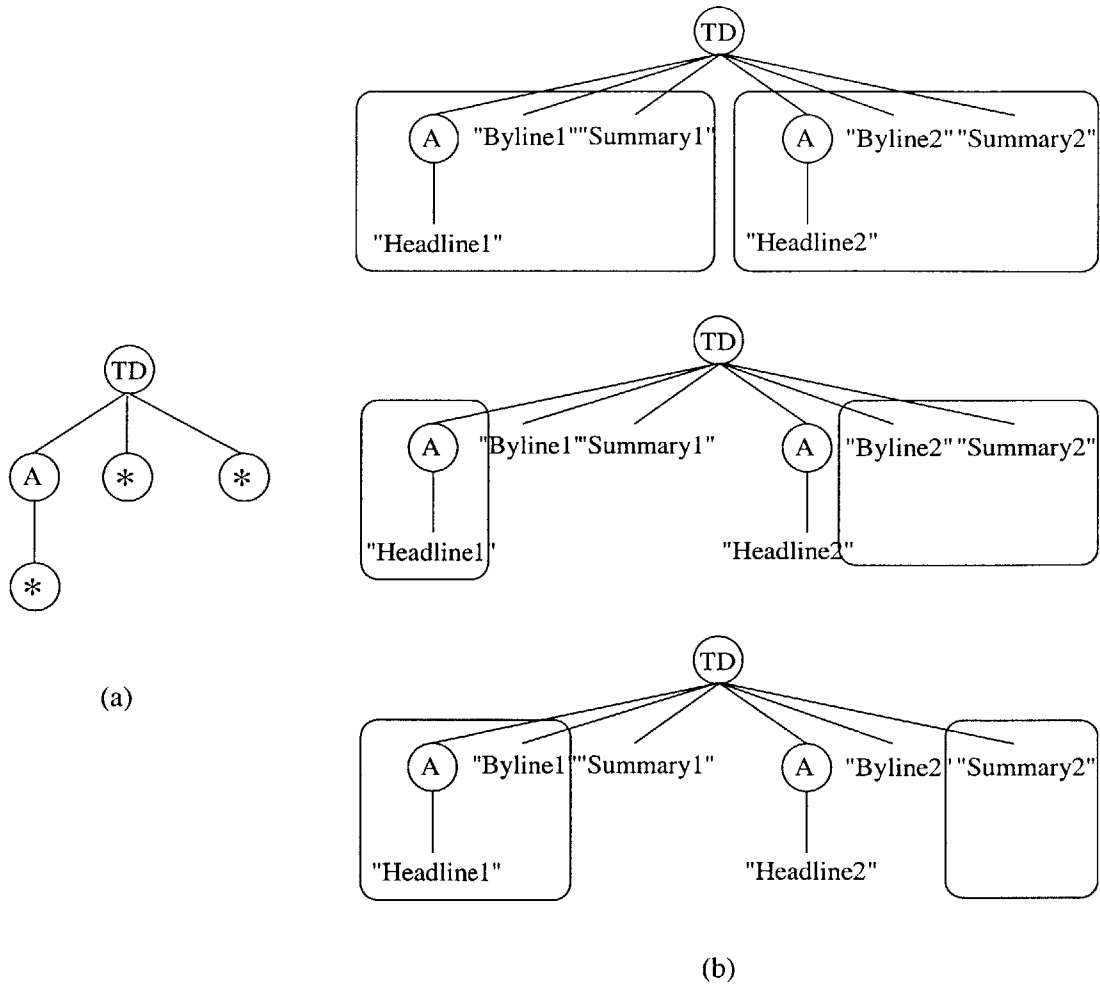 TD
A "Byline1" "Summary1" A "Byline2" "Summary2"
"Headline1" "Headline2"
TD
A * *
*
(a)
TD
A "Byline1" "Summary1" A "Byline2" "Summary2"
"Headline1" "Headline2"
TD
A "Byline1" "Summary1" A "Byline2" "Summary2"
"Headline1" "Headline2"
(b)